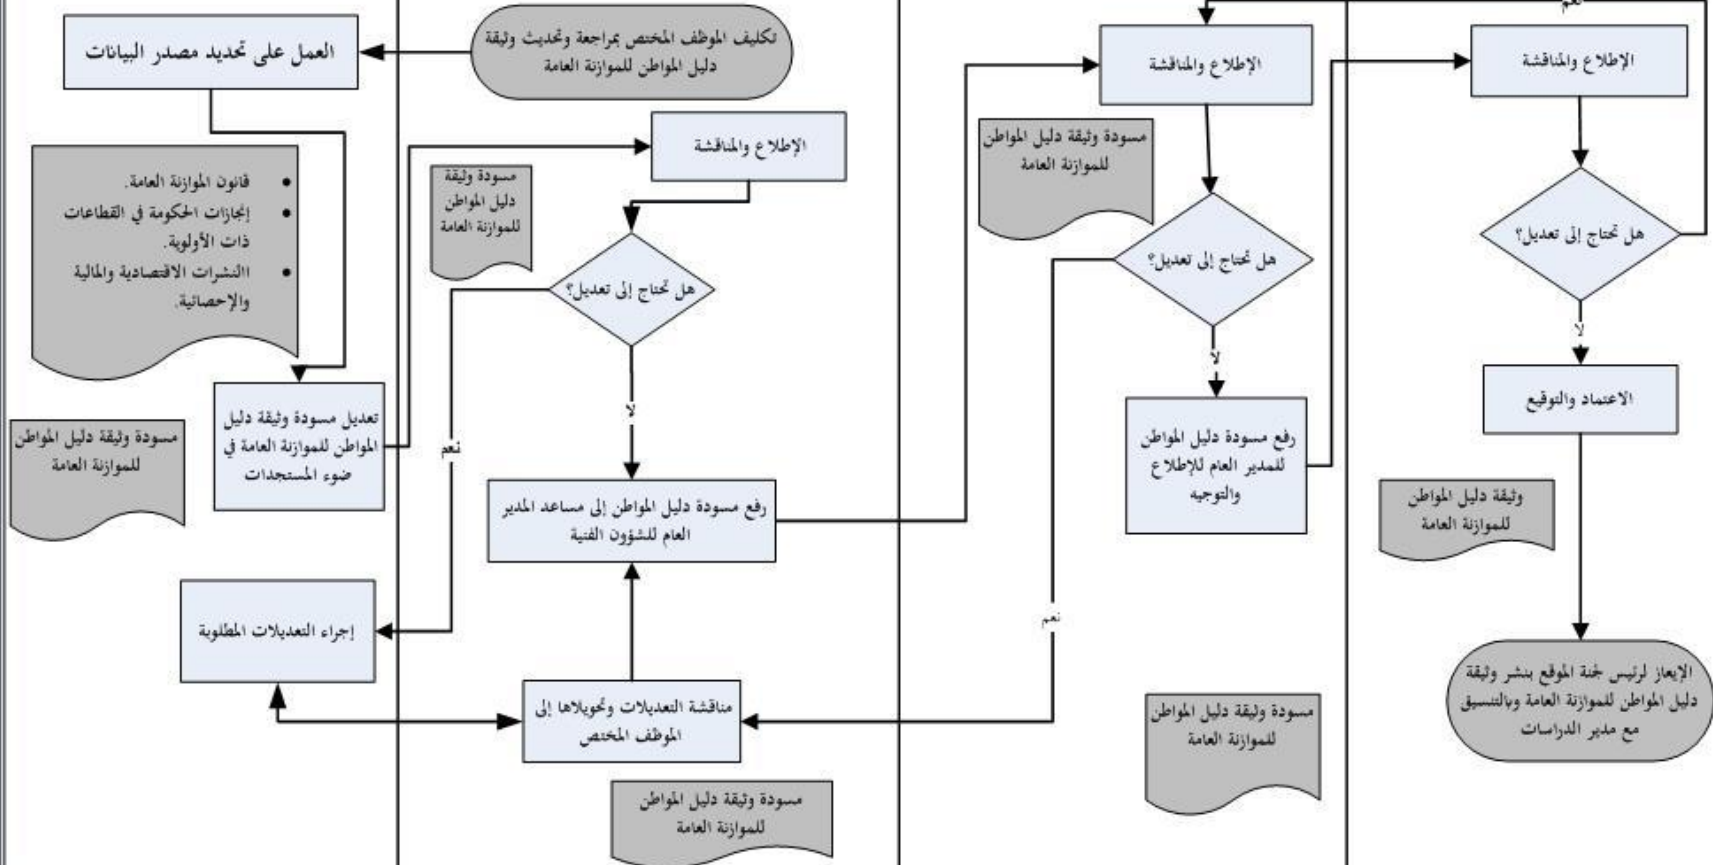 العمل على تحديد مصدر البيانات
قانون الموازنة العامة.
إنجازات الحكومة في القطاعات
ذات الأولوية.
االنشرات الاقتصادية والمالية
والإحصائية.
تعديل مسودة وثيقة دليل
المواطن للموازنة العامة في
ضوء المستجدات
مسودة وثيقة دليل المواطن
للموازنة العامة
إجراء التعديلات المطلوبة
تكليف الموظف المختص بمراجعة وتحديث وثيقة
دليل المواطن للموازنة العامة
الإطلاع والمناقشة
مسودة وثيقة
دليل المواطن
للموازنة العامة
هل تحتاج إلى تعديل؟
لا
نعم
رفع مسودة دليل المواطن إلى مساعد المدير
العام للشؤون الفنية
مناقشة التعديلات وتحويلاها إلى
الموظف المختص
مسودة وثيقة دليل المواطن
للموازنة العامة
الإطلاع والمناقشة
مسودة وثيقة دليل المواطن
للموازنة العامة
هل تحتاج إلى تعديل؟
لا
رفع مسودة دليل المواطن
للمدير العام للإطلاع
والتوجيه
نعم
مسودة وثيقة دليل المواطن
للموازنة العامة
نعم
الإطلاع والمناقشة
هل تحتاج إلى تعديل؟
لا
الاعتماد والتوقيع
وثيقة دليل المواطن
للموازنة العامة
الإيعاز لرئيس لجنة الموقع بنشر وثيقة
دليل المواطن للموازنة العامة وبالتنسيق
مع مدير الدراسات